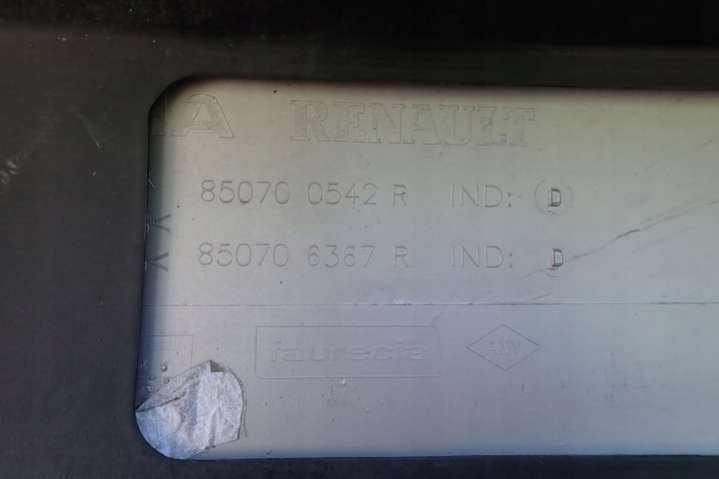 RENAULT
85070 0542 R IND: D
85070 6367 R IND: D
faurecia